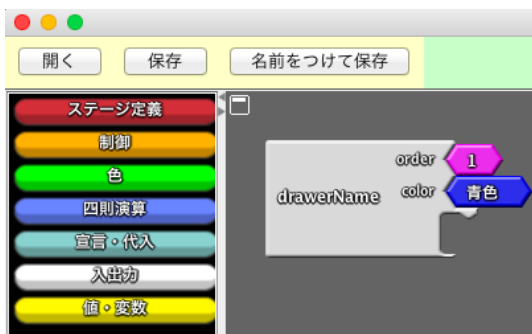 開く 保存 名前をつけて保存
ステージ定義
制御
色
四則演算
宣言・代入
入出力
値・変数
order 1
drawerName color 青色